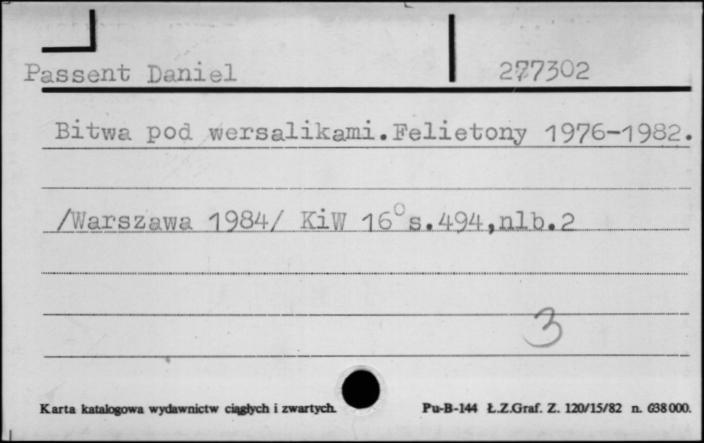 Passent Daniel 277302
Bitwa pod wersalikami.Felietony 1976-1982.
/Warszawa 1984/ KiW 16° s.494,nlb.2
3
Karta katalogowa wydawnictw ciągłych i zwartych. Pu-B-144 Ł.Z.Graf. Z. 120/15/82 n. 638000.